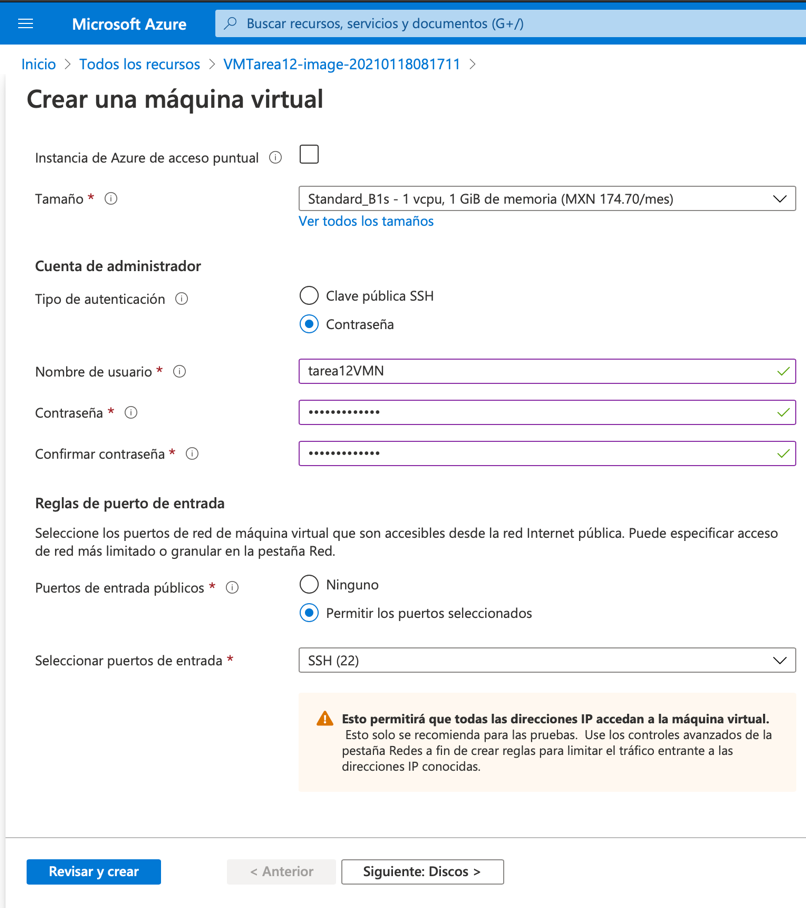 Microsoft Azure
Buscar recursos, servicios y documentos (G+/)
Inicio > Todos los recursos > VMTarea12-image-20210118081711 >
Crear una máquina virtual
Instancia de Azure de acceso puntual
Tamaño *
Standard_B1s - 1 vcpu, 1 GiB de memoria (MXN 174.70/mes)
Ver todos los tamaños
Cuenta de administrador
Tipo de autenticación
Clave pública SSH
Contraseña
Nombre de usuario *
tarea12VMN
Contraseña *
•••••••••••••
Confirmar contraseña *
•••••••••••••
Reglas de puerto de entrada
Seleccione los puertos de red de máquina virtual que son accesibles desde la red Internet pública. Puede especificar acceso
de red más limitado o granular en la pestaña Red.
Puertos de entrada públicos *
Ninguno
Permitir los puertos seleccionados
Seleccionar puertos de entrada *
SSH (22)
Esto permitirá que todas las direcciones IP accedan a la máquina virtual.
Esto solo se recomienda para las pruebas. Use los controles avanzados de la
pestaña Redes a fin de crear reglas para limitar el tráfico entrante a las
direcciones IP conocidas.
Revisar y crear
< Anterior
Siguiente: Discos >